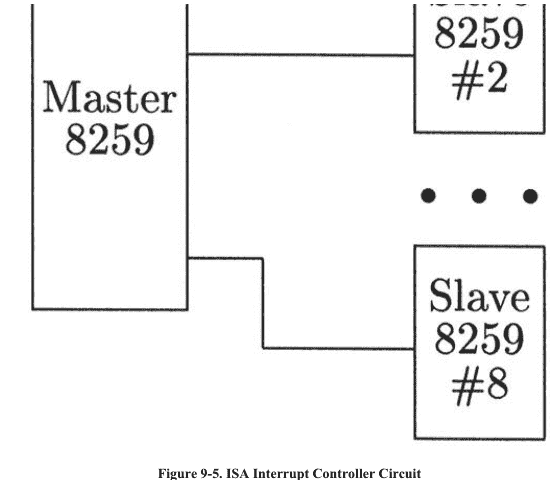 Master
8259
8259
#2
Slave
8259
#8
Figure 9-5. ISA Interrupt Controller Circuit